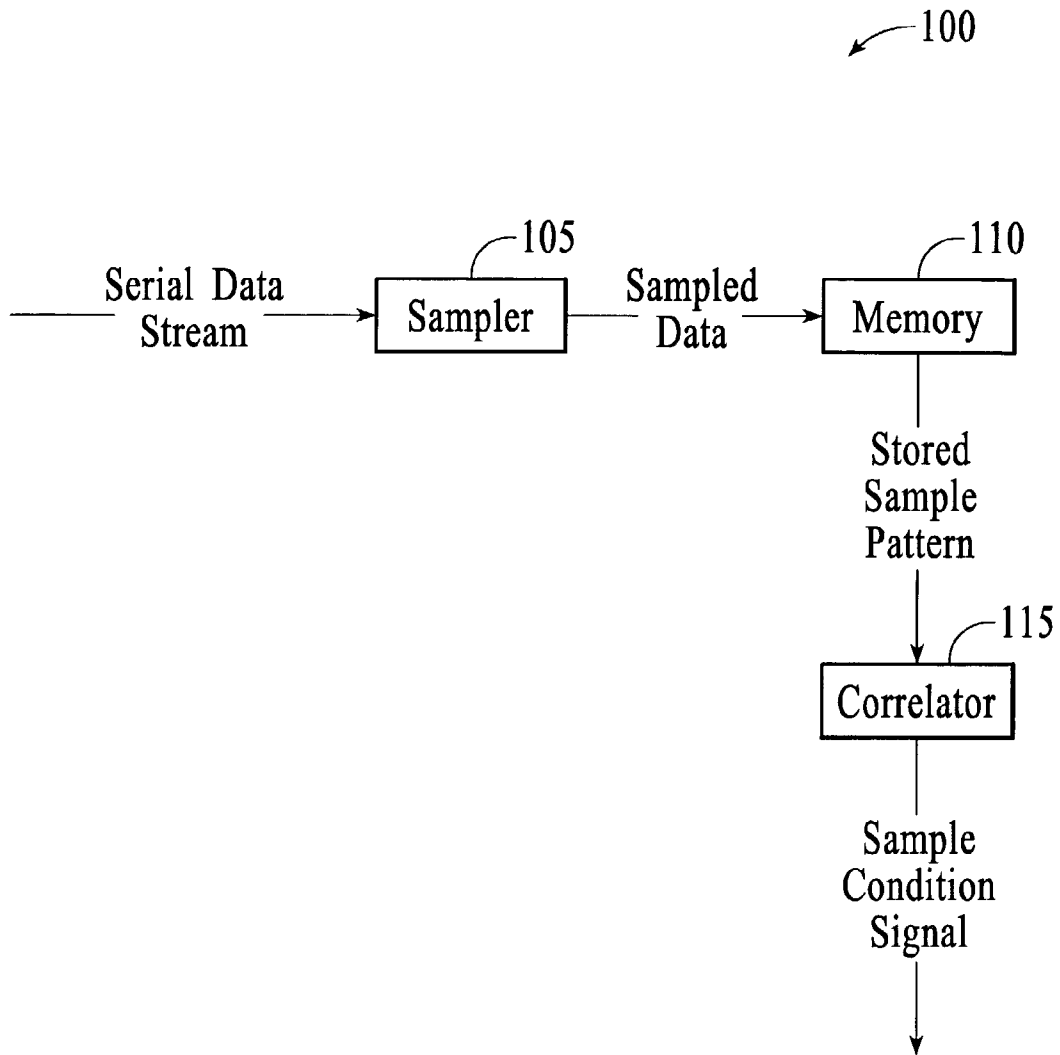 100
105
110
Serial Data
Stream
Sampler
Sampled
Data
Memory
Stored
Sample
Pattern
115
Correlator
Sample
Condition
Signal